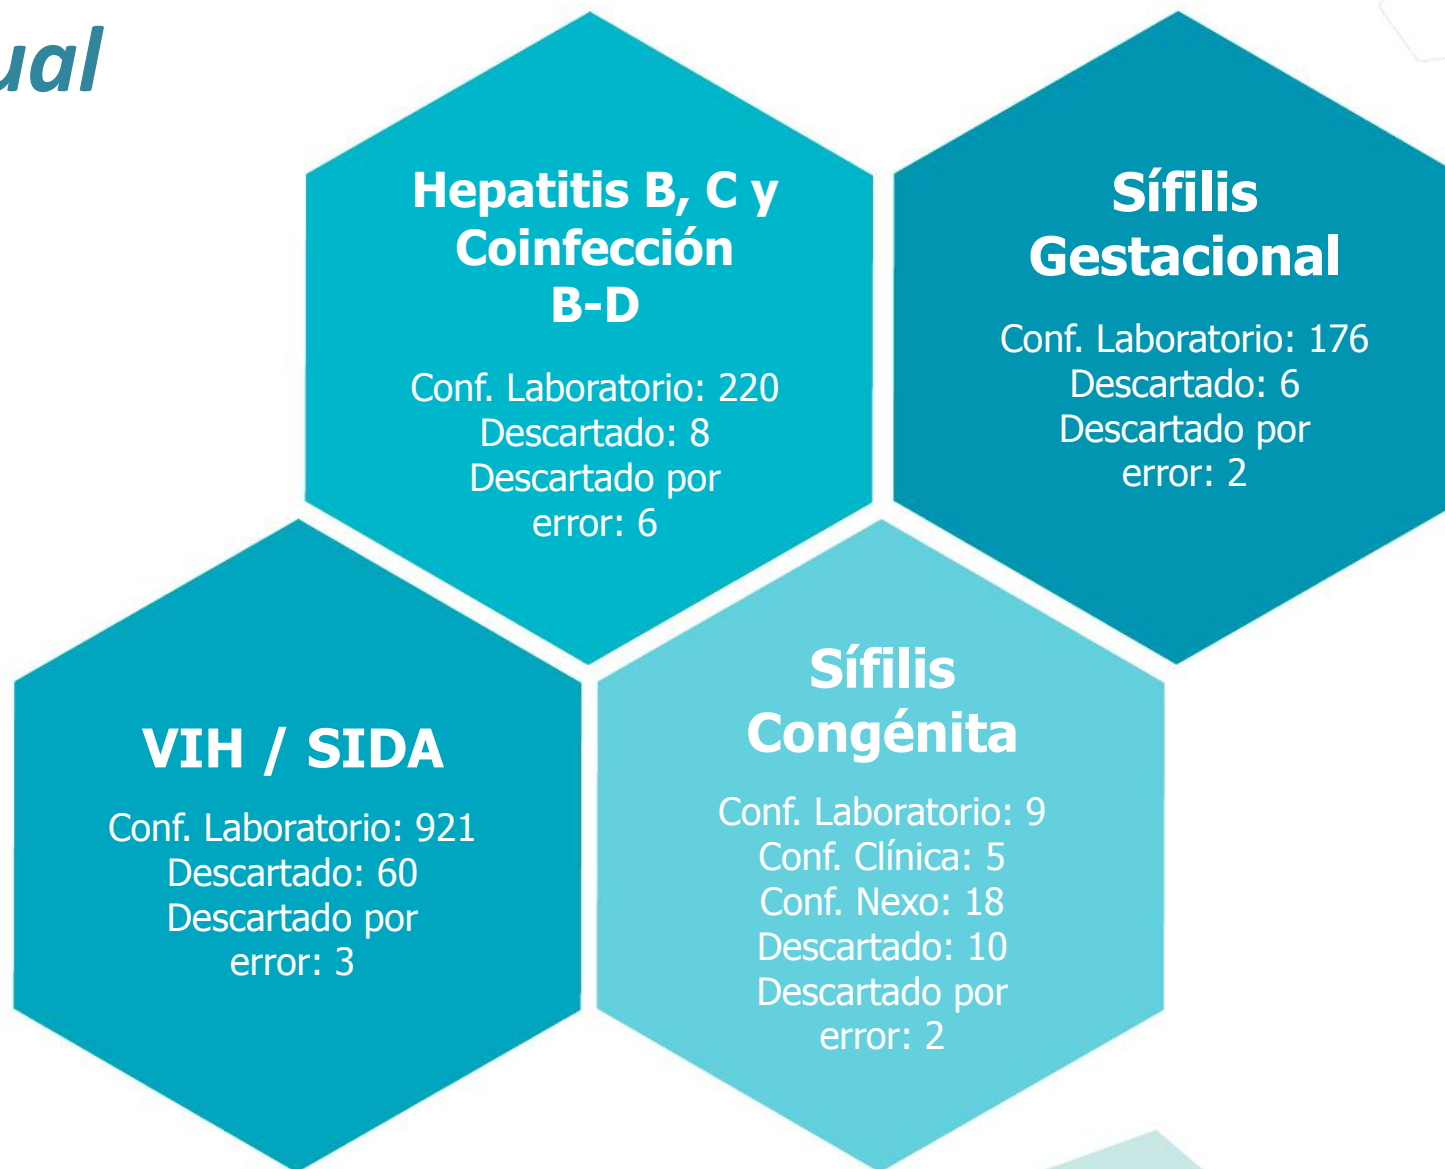 ual
Hepatitis B, C y
Coinfección
B-D
Conf. Laboratorio: 220
Descartado: 8
Descartado por
error: 6
Sífilis
Gestacional
Conf. Laboratorio: 176
Descartado: 6
Descartado por
error: 2
VIH / SIDA
Conf. Laboratorio: 921
Descartado: 60
Descartado por
error: 3
Sífilis
Congénita
Conf. Laboratorio: 9
Conf. Clínica: 5
Conf. Nexo: 18
Descartado: 10
Descartado por
error: 2